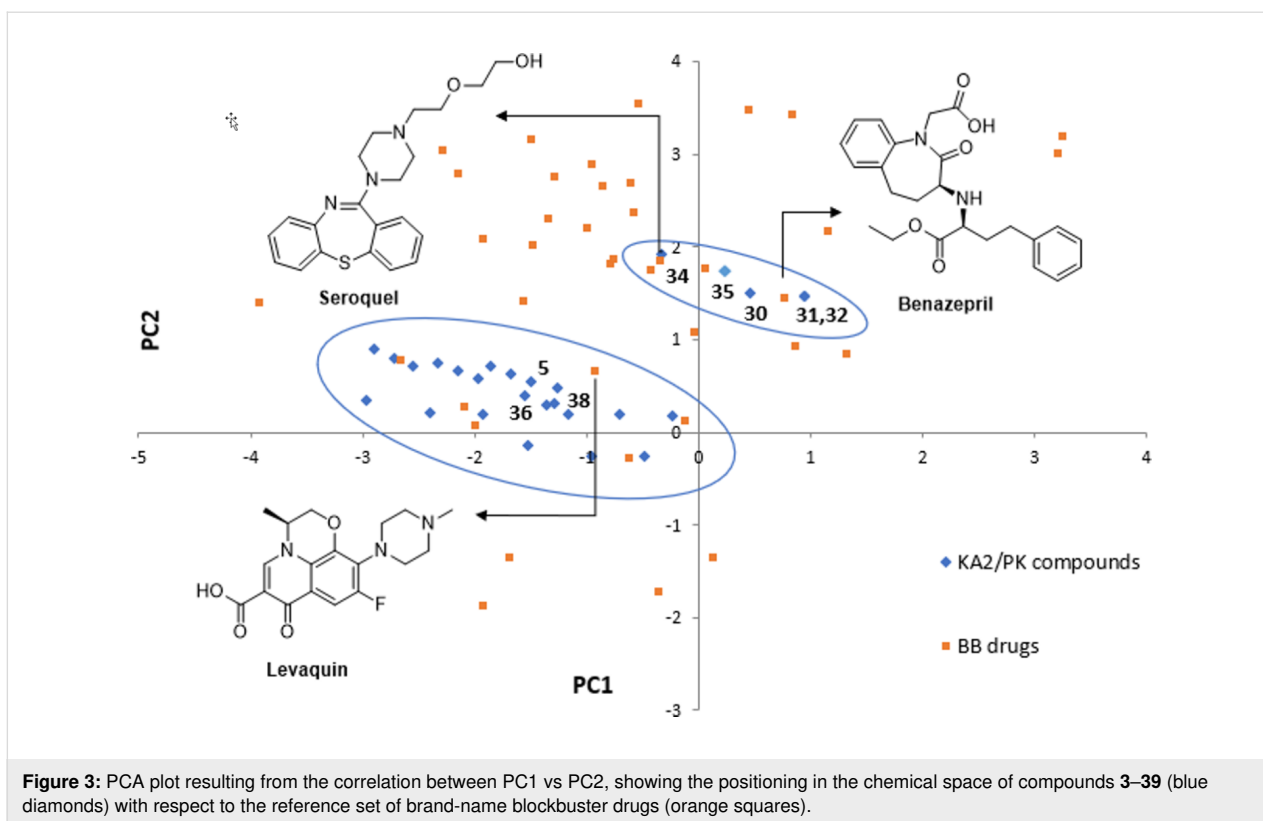 4
OH
O
N
N
N
S
Seroquel
3
O
OH
N
O
NH
O
O
Benazepril
2
34
35
30
31,32
PC2
1
5
38
36
0
-5
-4
-3
-2
-1
0
1
2
3
4
-1
O
N
N
N
HO
O
O
F
Levaquin
KA2/PK compounds
-2
BB drugs
PC1
-3
Figure 3: PCA plot resulting from the correlation between PC1 vs PC2, showing the positioning in the chemical space of compounds 3–39 (blue
diamonds) with respect to the reference set of brand-name blockbuster drugs (orange squares).